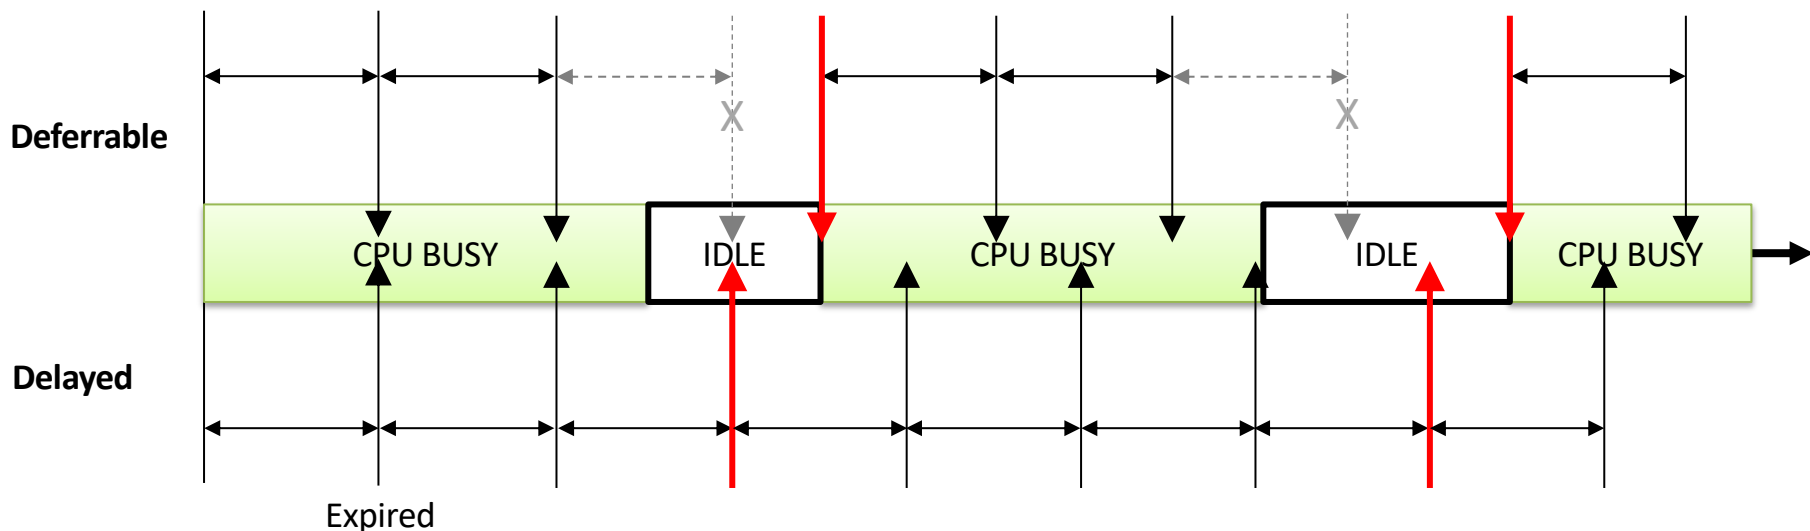 X
X
Deferrable
CPU BUSY
IDLE
CPU BUSY
IDLE
CPU BUSY
Delayed
Expired